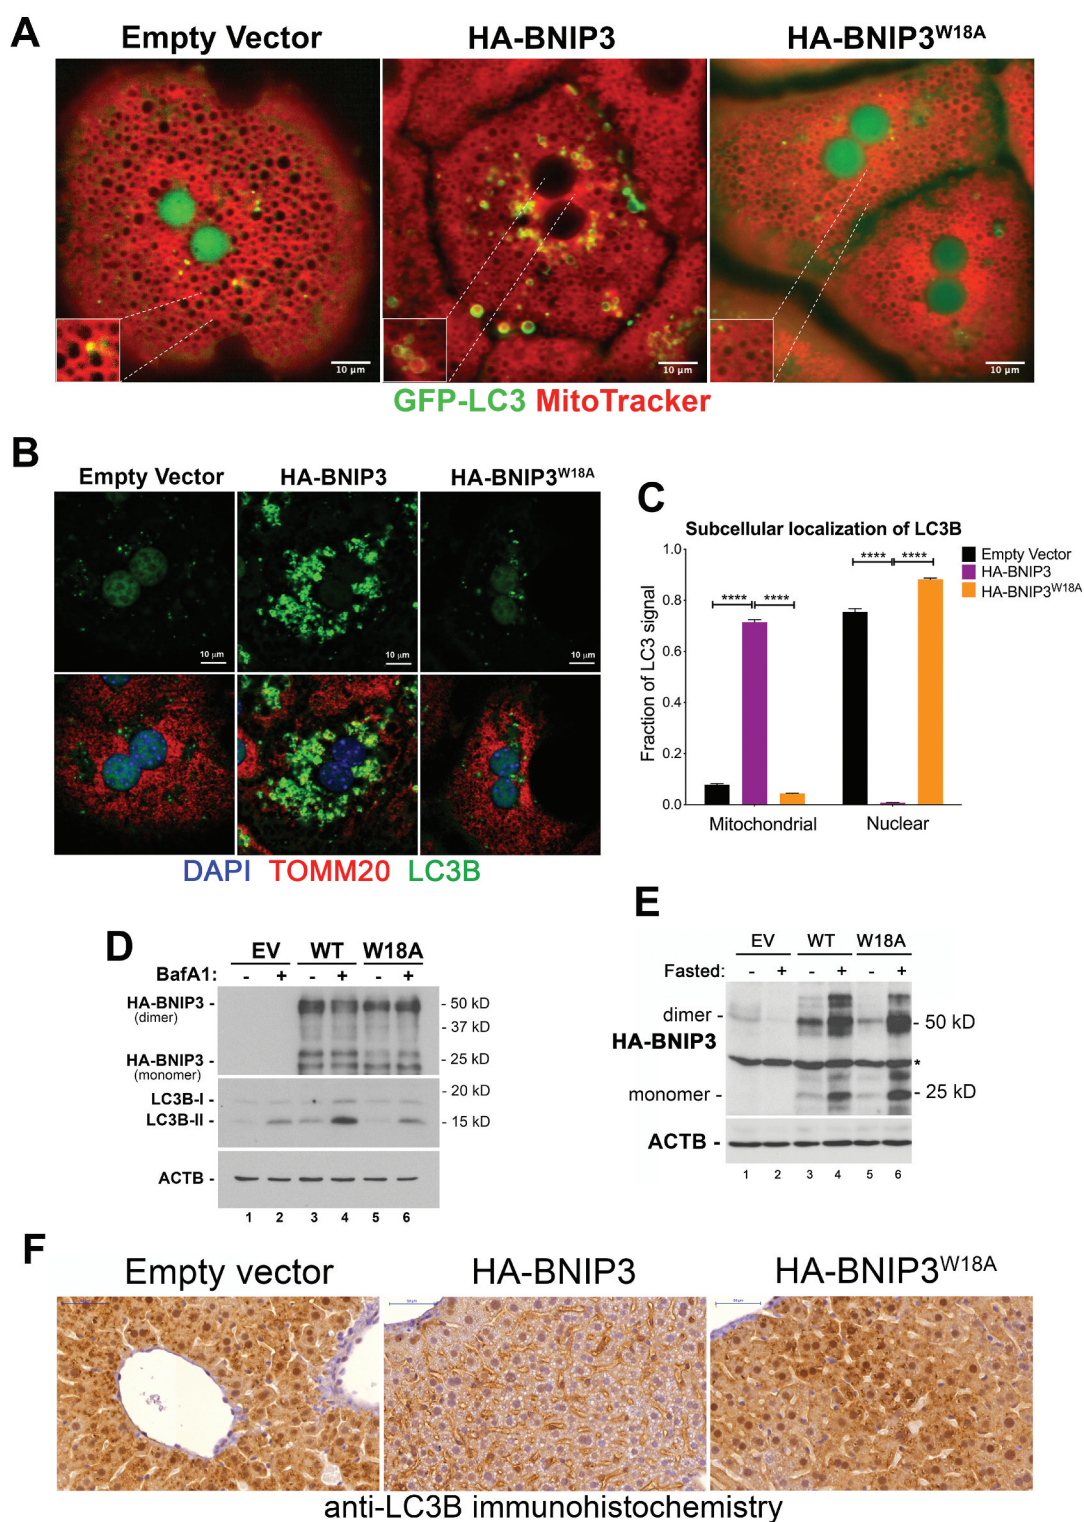 A
Empty Vector
HA-BNIP3
HA-BNIP3W18A
10 µm
10 µm
10 µm
GFP-LC3 MitoTracker
B
Empty Vector
HA-BNIP3
HA-BNIP3W18A
10 µm
10 µm
10 µm
DAPI TOMM20 LC3B
C
Subcellular localization of LC3B
Fraction of LC3 signal
1.0
0.8
0.6
0.4
0.2
0.0
**** ****
**** ****
Mitochondrial
Nuclear
Empty Vector
HA-BNIP3
HA-BNIP3W18A
D
EV WT W18A
BafA1: - + - + - +
HA-BNIP3 -
(dimer)
HA-BNIP3 -
(monomer)
- 50 kD
- 37 kD
- 25 kD
- 20 kD
- 15 kD
LC3B-I -
LC3B-II -
ACTB -
1 2 3 4 5 6
E
EV WT W18A
Fasted: - + - + - +
dimer -
HA-BNIP3
monomer -
- 50 kD
*
- 25 kD
ACTB -
1 2 3 4 5 6
F
Empty vector
HA-BNIP3
HA-BNIP3W18A
anti-LC3B immunohistochemistry